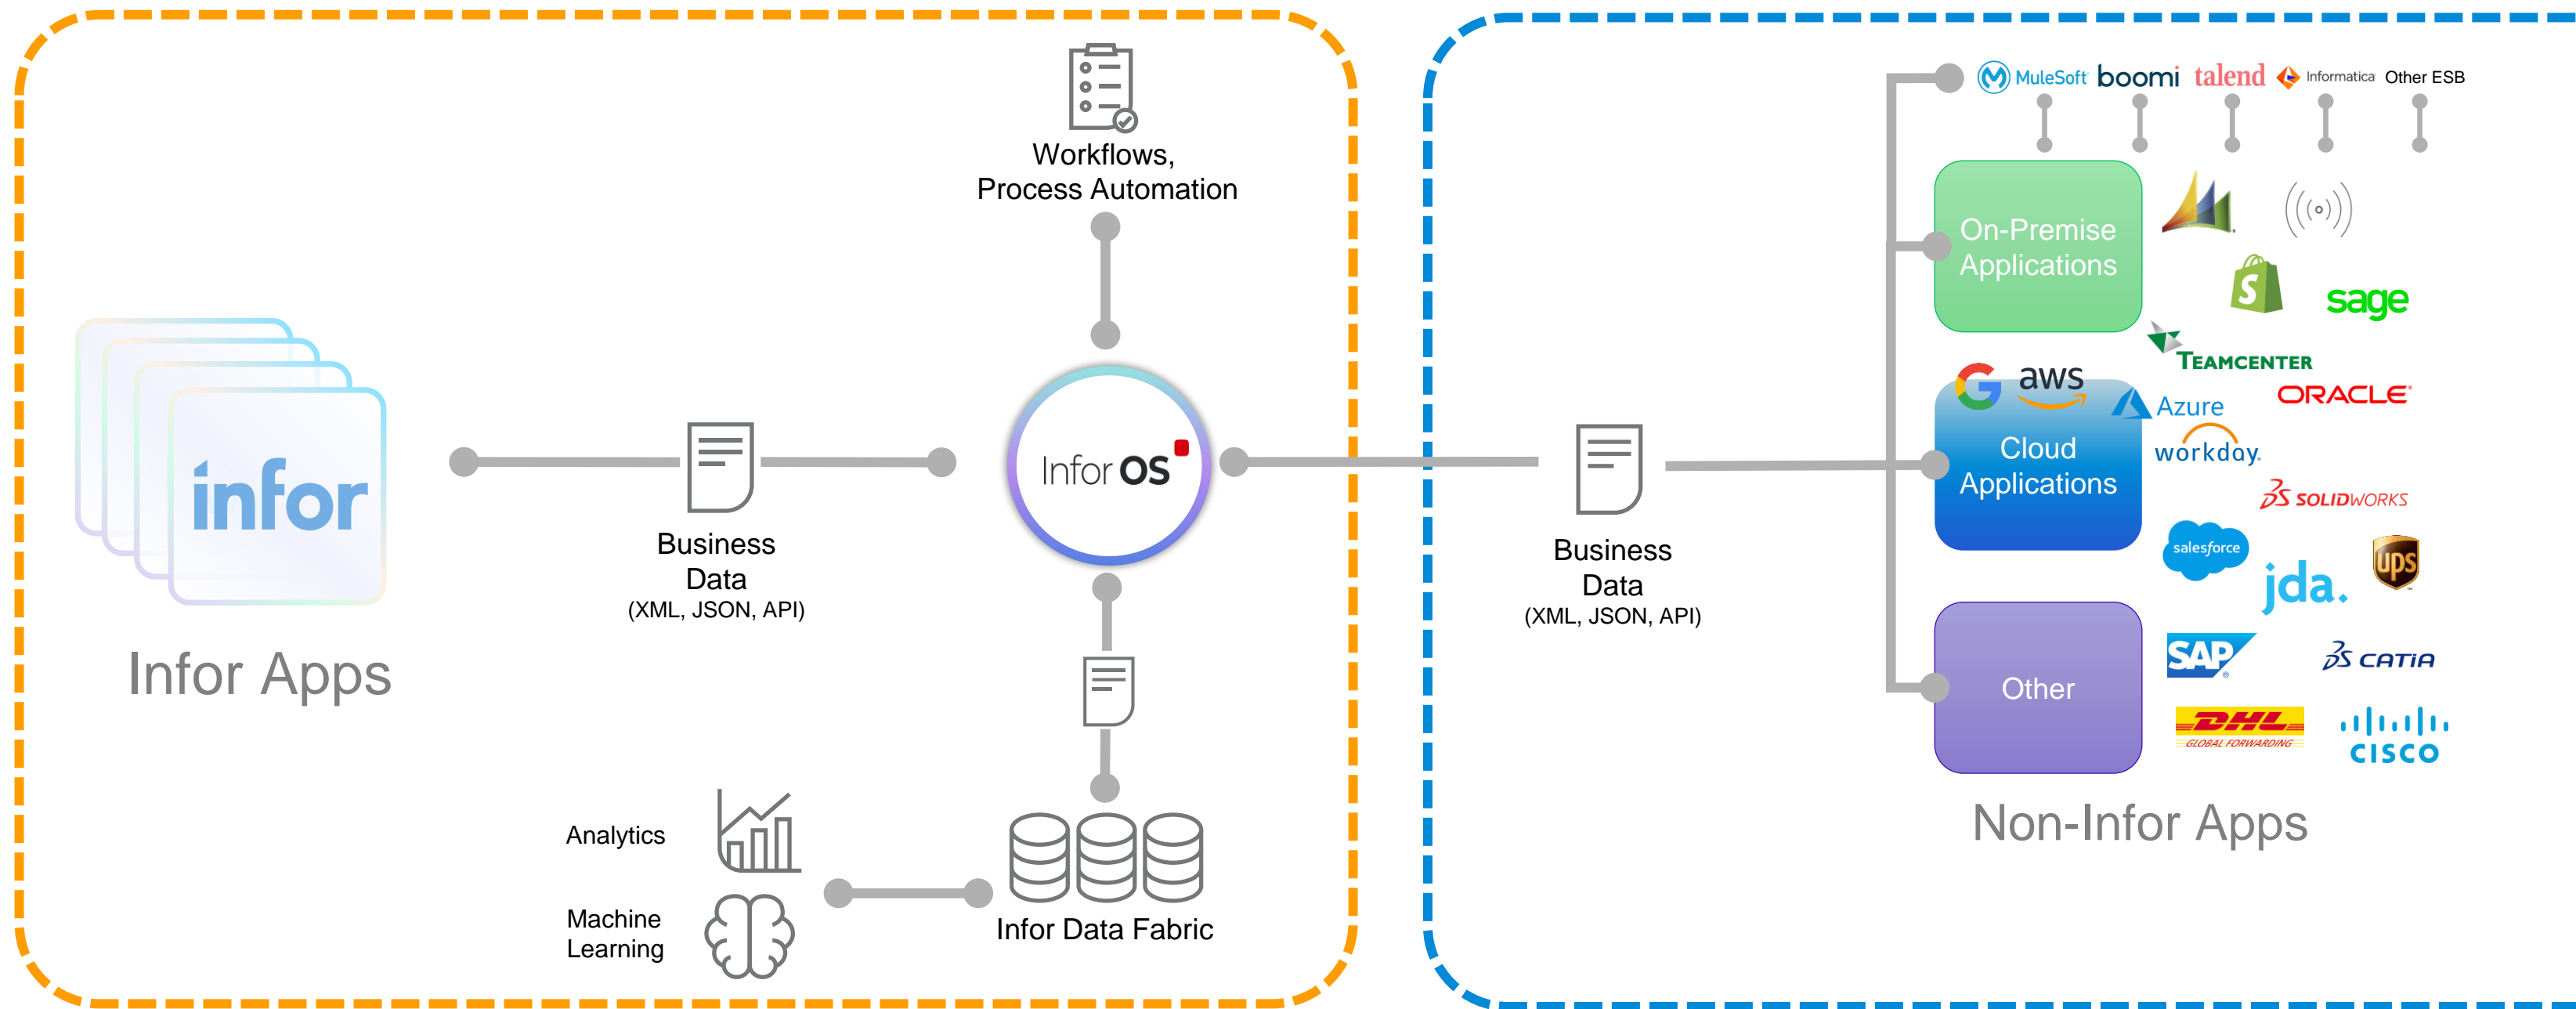 Workflows,
Process Automation
infor
Infor Apps
Business
Data
(XML, JSON, API)
Infor OS
Analytics
Machine
Learning
Infor Data Fabric
Business
Data
(XML, JSON, API)
MuleSoft boomi talend Informatica Other ESB
On-Premise
Applications
S
sage
TEAMCENTER
ORACLE®
G aws
Azure
Cloud
Applications
workday.
3DS SOLIDWORKS
salesforce
ups
jda.
Other
SAP®
3DS CATIA
DHL
GLOBAL FORWARDING
CISCO
Non-Infor Apps